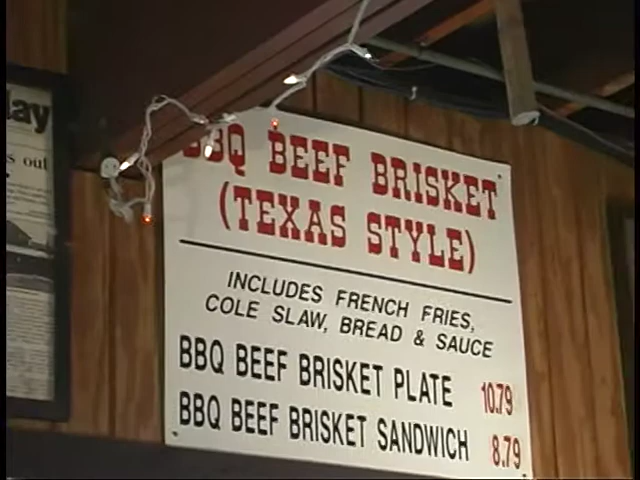 BBQ BEEF BRISKET
(TEXAS STYLE)
INCLUDES FRENCH FRIES,
COLE SLAW, BREAD & SAUCE
BBQ BEEF BRISKET PLATE 10.79
BBQ BEEF BRISKET SANDWICH 8.79
lay
s out